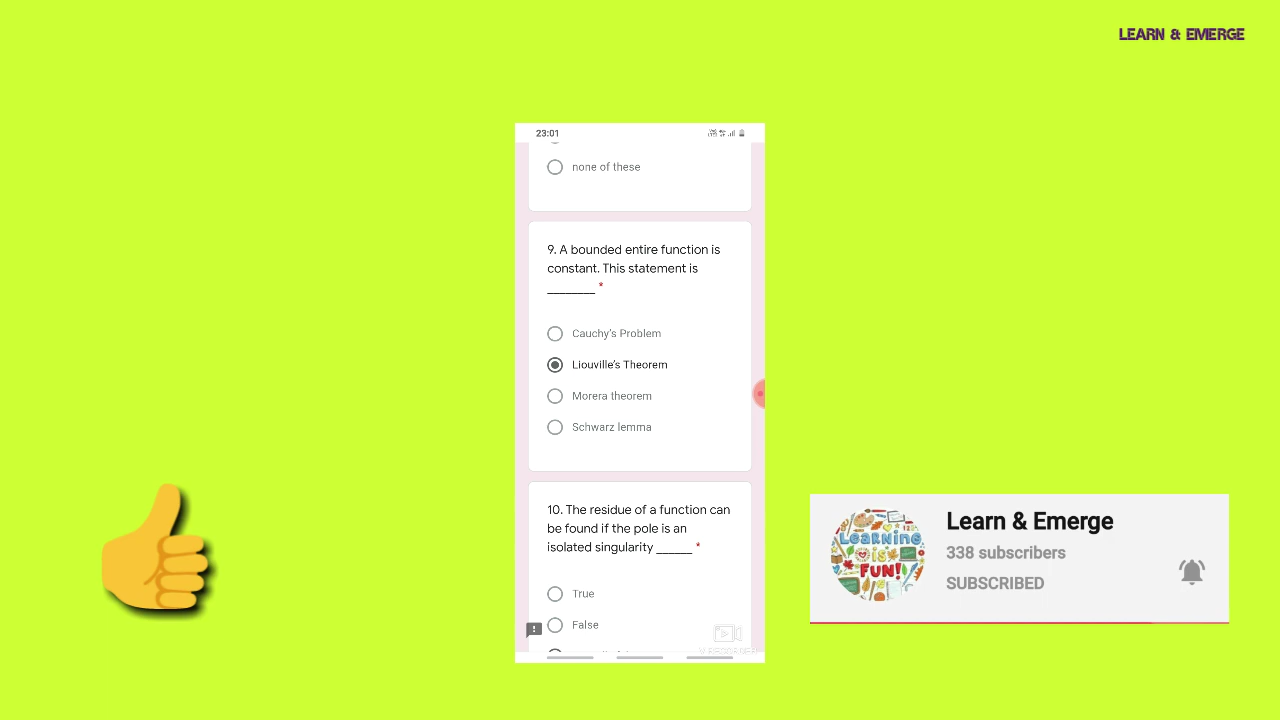 LEARN & EMERGE
23:01
none of these
9. A bounded entire function is
constant. This statement is
________ *
Cauchy's Problem
Liouville's Theorem
Morera theorem
Schwarz lemma
10. The residue of a function can
be found if the pole is an
isolated singularity ______ *
True
False
LEARNING
IS
FUN!
Learn & Emerge
338 subscribers
SUBSCRIBED